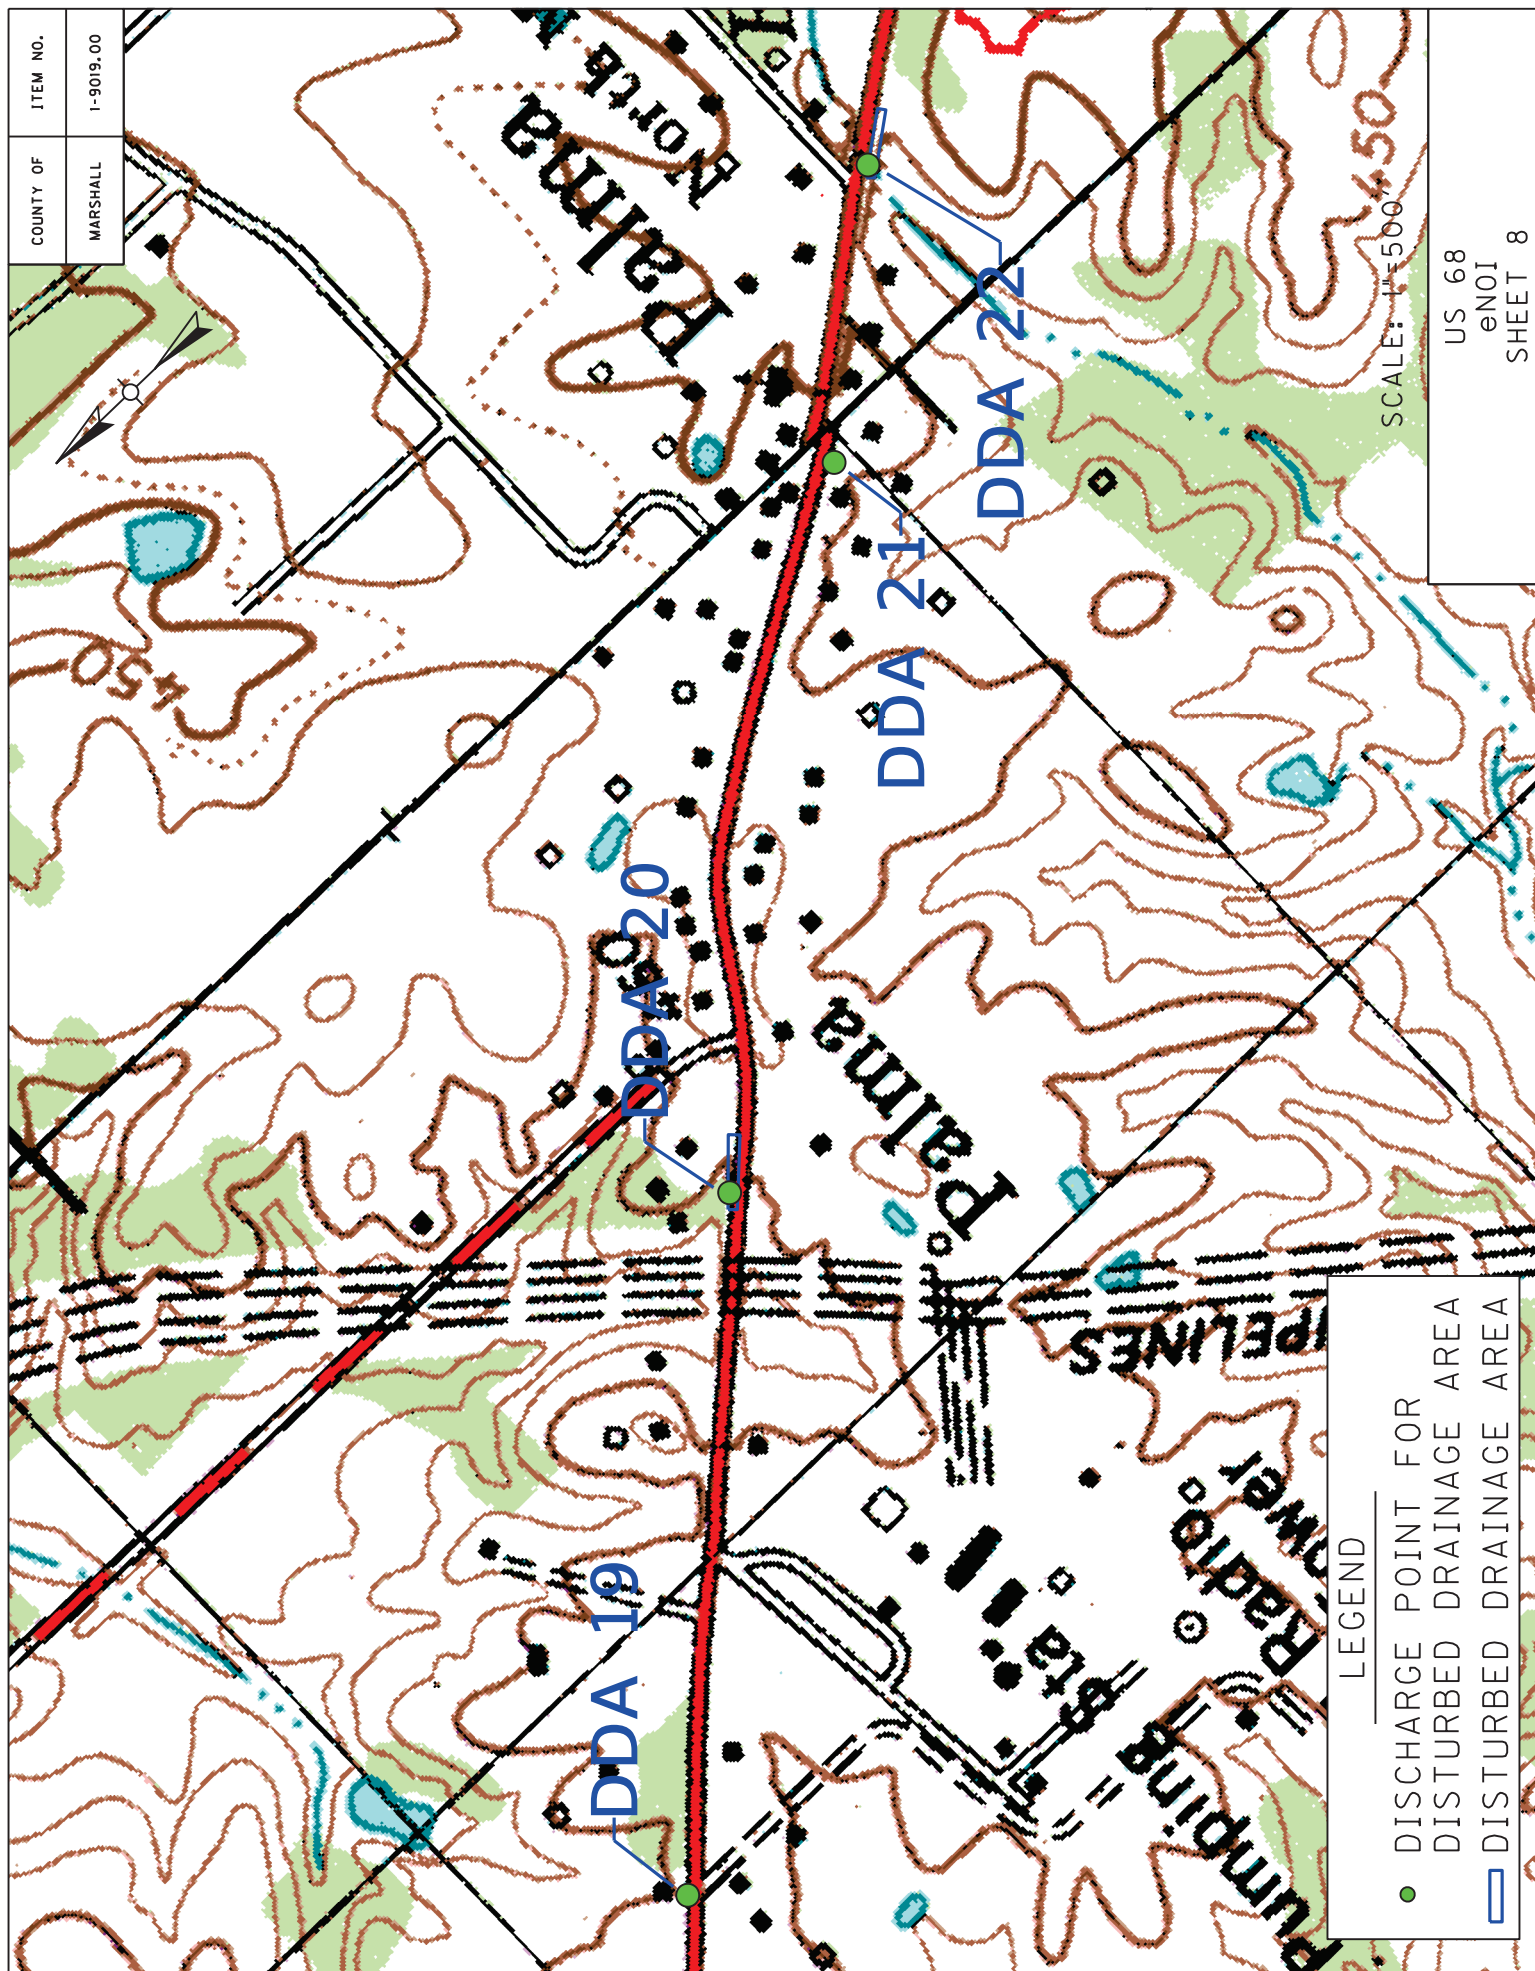 COUNTY OF
ITEM NO.
MARSHALL
1-9019.00
North
Palma
450
450
DDA 19
DDA 20
DDA 21
DDA 22
Palma
PIPELINES
Pumping Sta
Radio
SCALE: 1"=500'
US 68
eNOI
SHEET 8
LEGEND
DISCHARGE POINT FOR
DISTURBED DRAINAGE AREA
DISTURBED DRAINAGE AREA